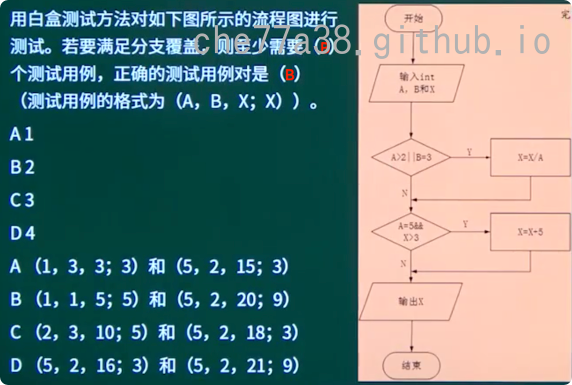 用白盒测试方法对如下图所示的流程图进行
测试。若要满足分支覆盖，则至少需要（B）
个测试用例，正确的测试用例对是（B）
（测试用例的格式为（A，B，X；X））。
A 1
B 2
C 3
D 4
A （1，3，3；3）和（5，2，15；3）
B （1，1，5；5）和（5，2，20；9）
C （2，3，10；5）和（5，2，18；3）
D （5，2，16；3）和（5，2，21；9）
che77a38.github.io
完
开始
输入int
A，B和X
A>2||B=3
Y
X=X/A
N
A=5&&
X>3
Y
X=X+5
N
输出X
结束